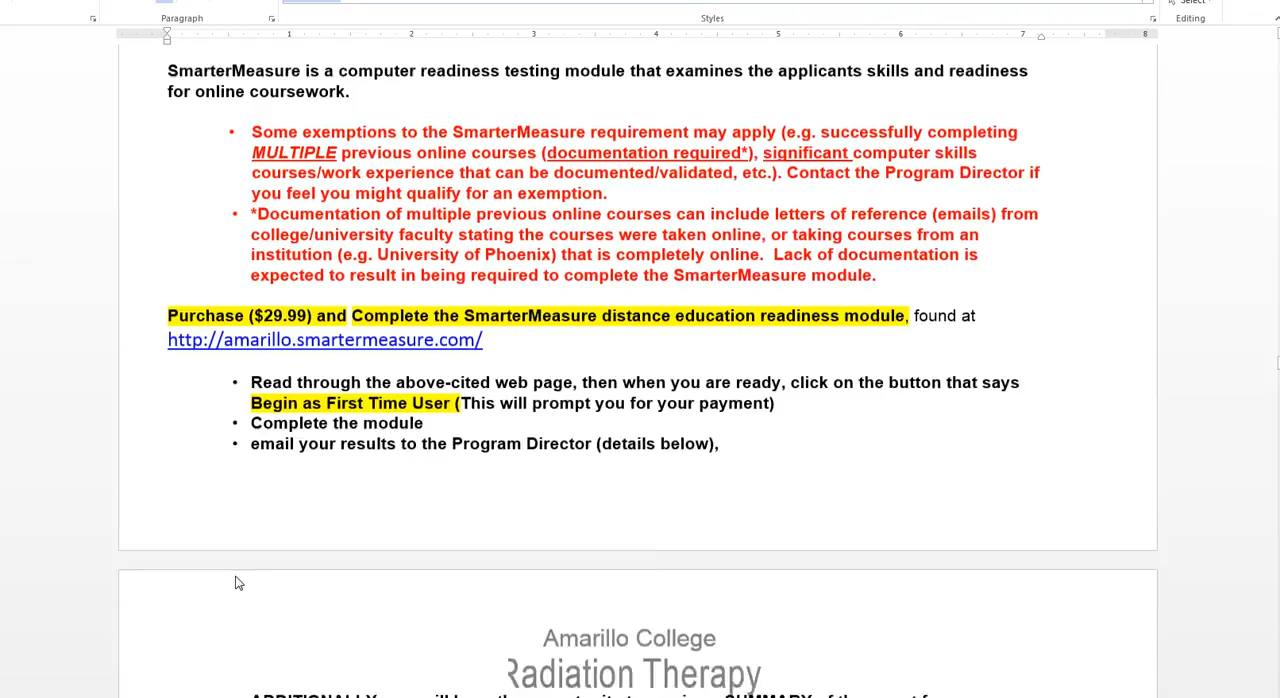 Select
Paragraph
Styles
Editing
1 2 3 4 5 6 7 8
SmarterMeasure is a computer readiness testing module that examines the applicants skills and readiness
for online coursework.
• Some exemptions to the SmarterMeasure requirement may apply (e.g. successfully completing
MULTIPLE previous online courses (documentation required*), significant computer skills
courses/work experience that can be documented/validated, etc.). Contact the Program Director if
you feel you might qualify for an exemption.
• *Documentation of multiple previous online courses can include letters of reference (emails) from
college/university faculty stating the courses were taken online, or taking courses from an
institution (e.g. University of Phoenix) that is completely online. Lack of documentation is
expected to result in being required to complete the SmarterMeasure module.
Purchase ($29.99) and Complete the SmarterMeasure distance education readiness module, found at
http://amarillo.smartermeasure.com/
• Read through the above-cited web page, then when you are ready, click on the button that says
Begin as First Time User (This will prompt you for your payment)
• Complete the module
• email your results to the Program Director (details below),
Amarillo College
Radiation Therapy